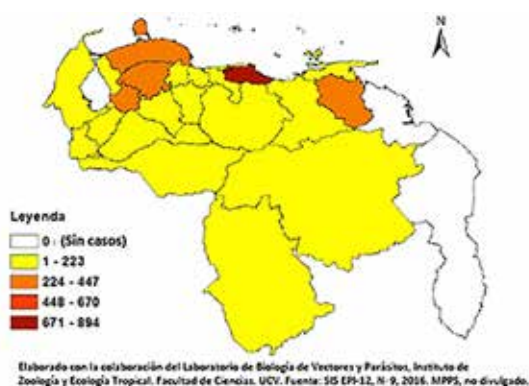 N
Leyenda
0 : (Sin casos)
1 - 223
224 - 447
448 - 670
671 - 894
Elaborado con la colaboración del Laboratorio de Biología de Vectores y Parásitos, Instituto de
Zoología y Ecología Tropical. Facultad de Ciencias. UCV. Fuente: SIS EPI-12, N- 9, 2016. MPPS, no divulgado